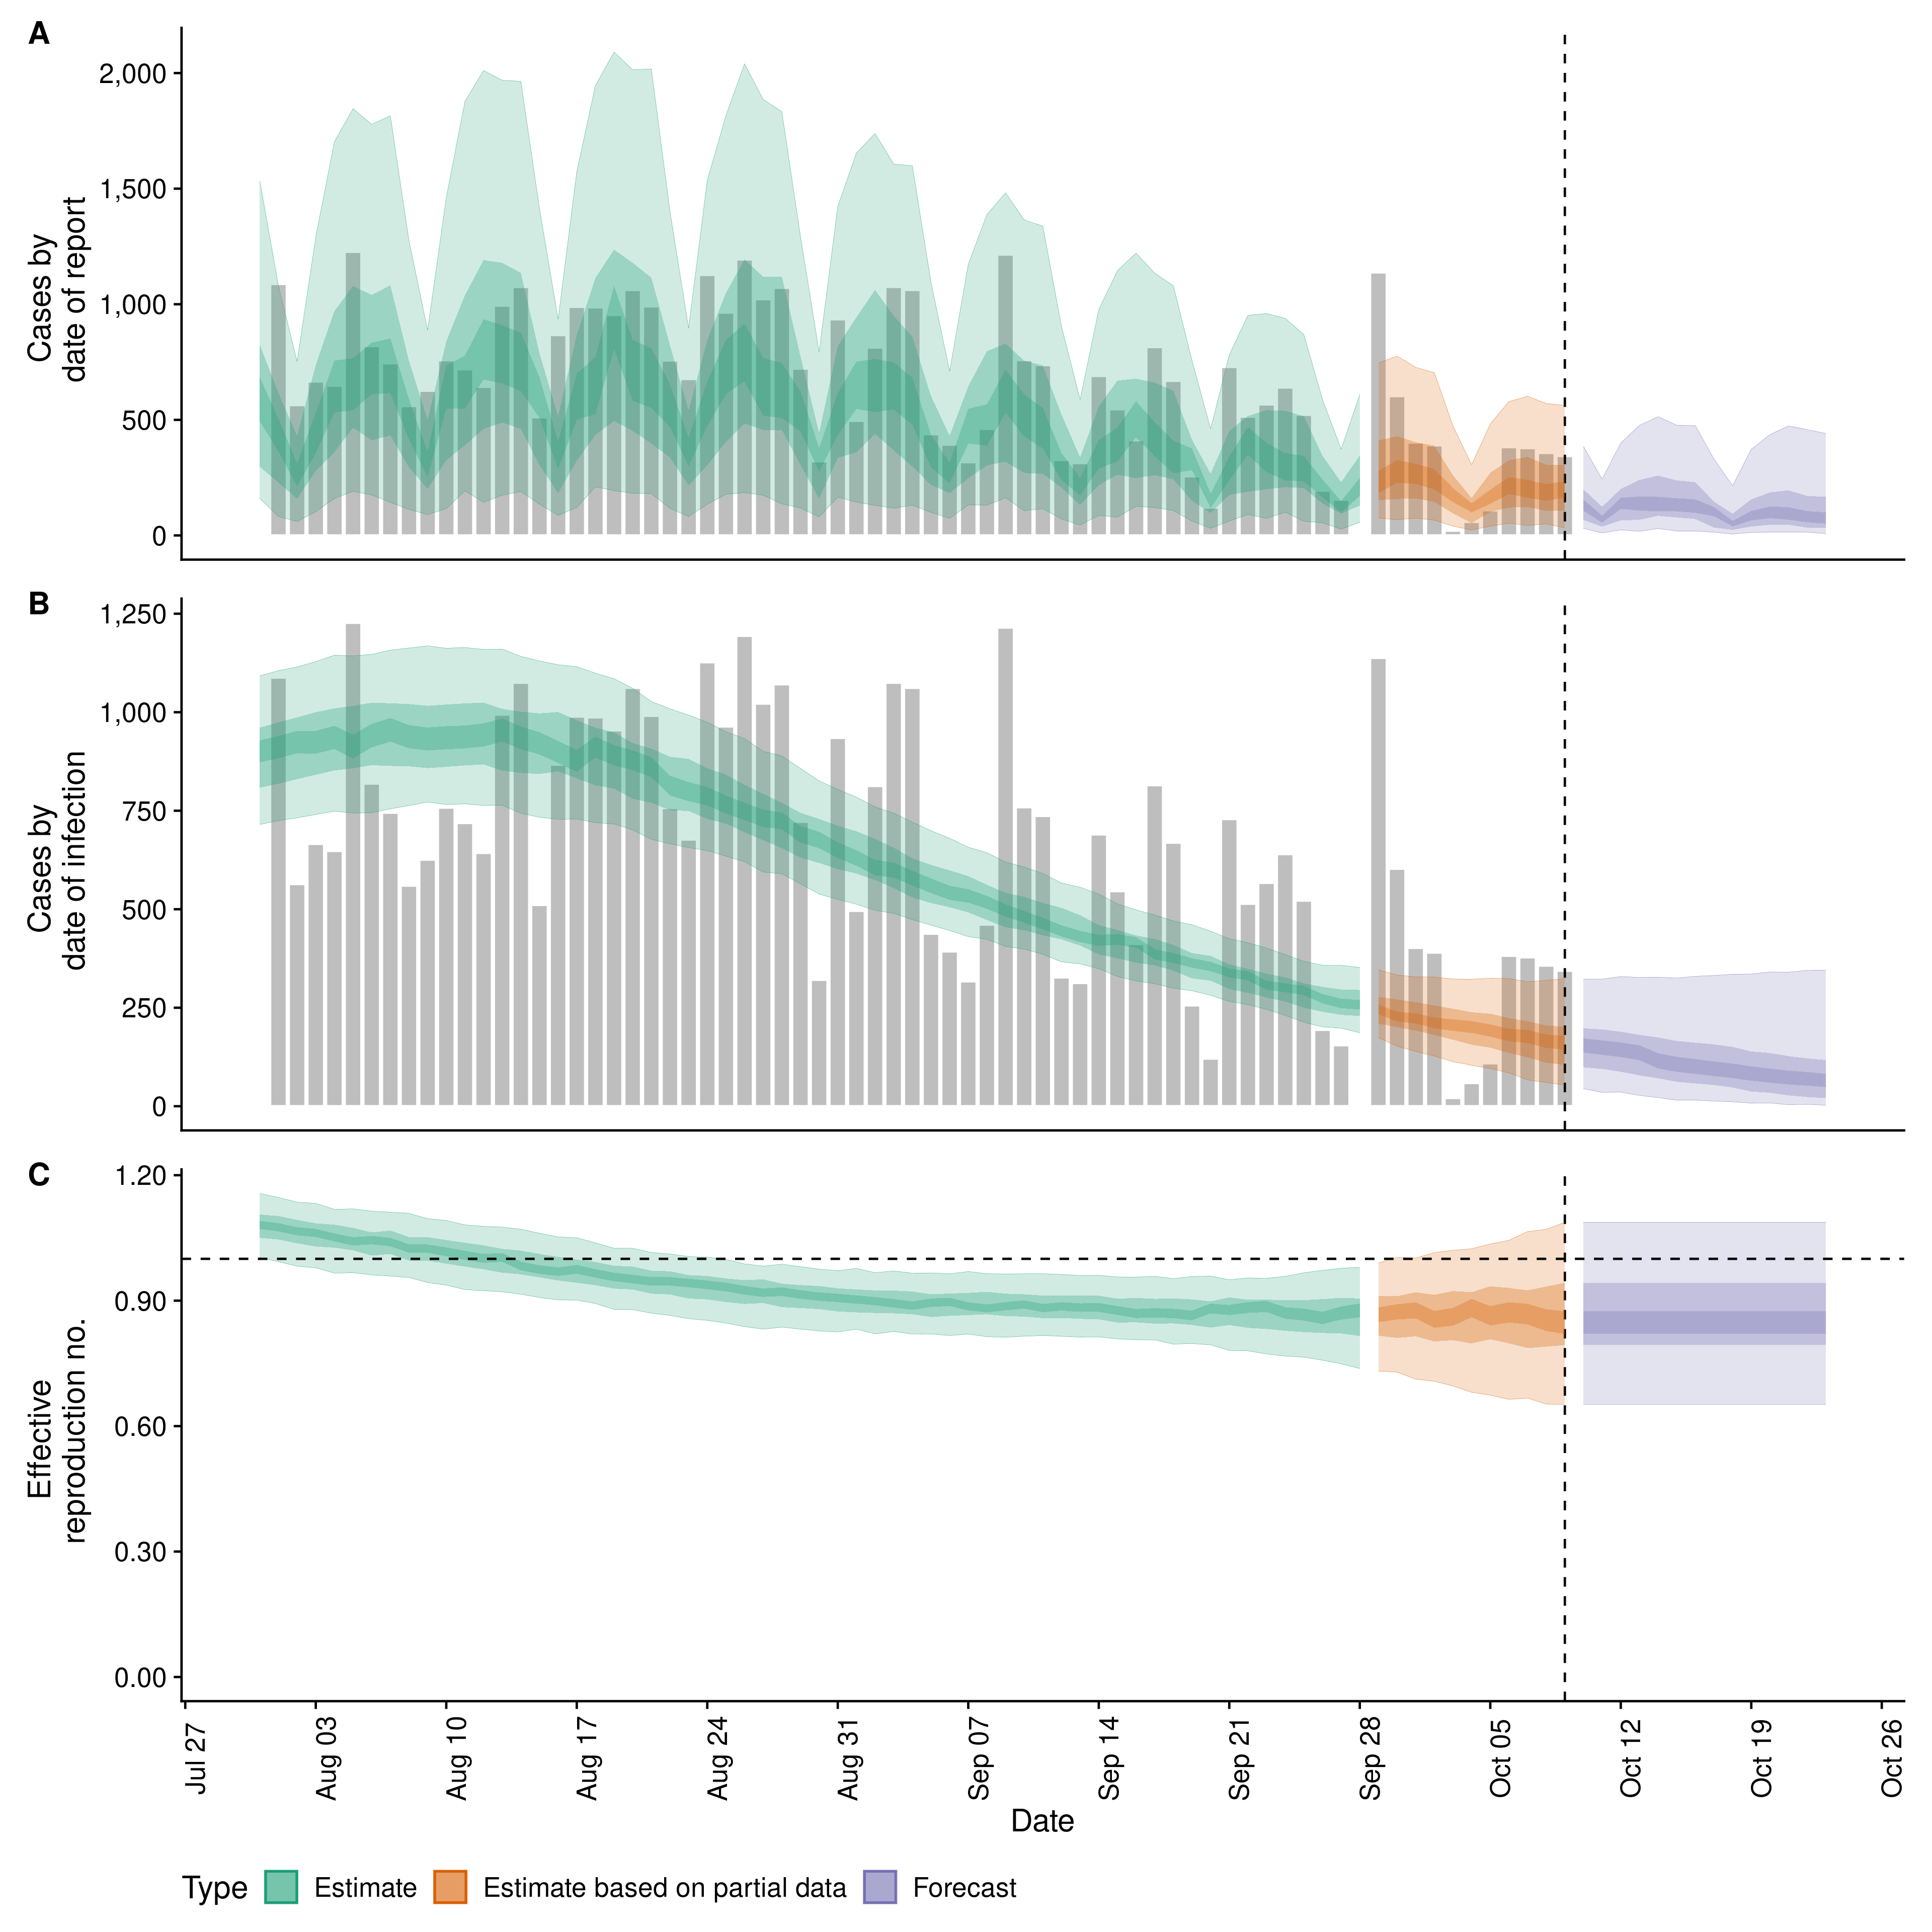 A
Cases by
date of report
2,000
1,500
1,000
500
0
B
Cases by
date of infection
1,250
1,000
750
500
250
0
C
Effective
reproduction no.
1.20
0.90
0.60
0.30
0.00
Jul 27
Aug 03
Aug 10
Aug 17
Aug 24
Aug 31
Sep 07
Sep 14
Sep 21
Sep 28
Oct 05
Oct 12
Oct 19
Oct 26
Date
Type Estimate Estimate based on partial data Forecast